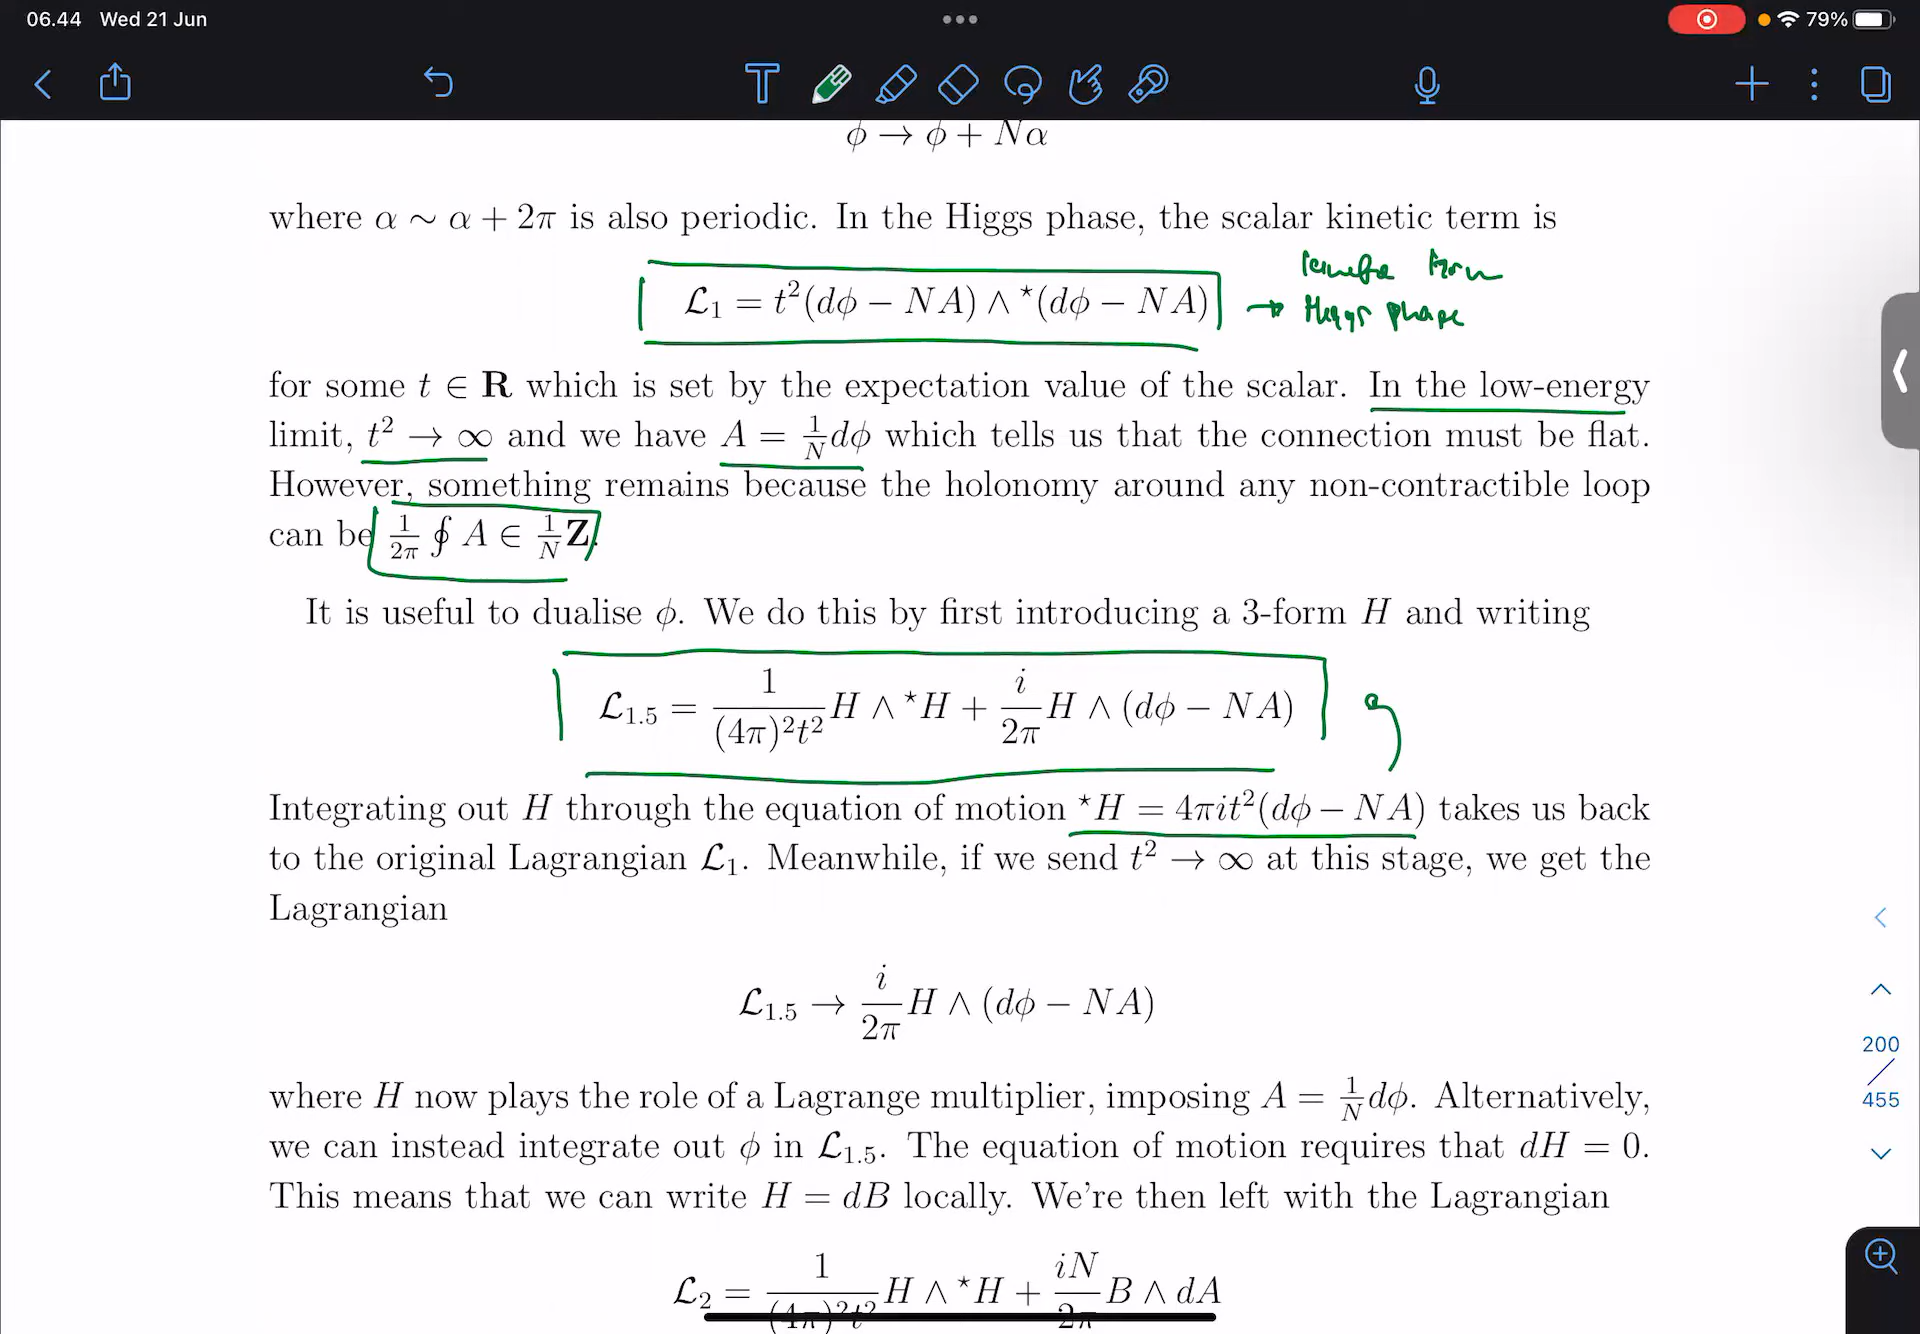 06.44 Wed 21 Jun
79%
ϕ → ϕ + Nα
where α ∼ α + 2π is also periodic. In the Higgs phase, the scalar kinetic term is
ℒ₁ = t²(dϕ − NA) ∧ ⋆(dϕ − NA)
→ Higgs phase
for some t ∈ R which is set by the expectation value of the scalar. In the low-energy
limit, t² → ∞ and we have A = 1/N dϕ which tells us that the connection must be flat.
However, something remains because the holonomy around any non-contractible loop
can be 1/2π ∮ A ∈ 1/N Z.
It is useful to dualise ϕ. We do this by first introducing a 3-form H and writing
ℒ₁.₅ = 1/(4π)²t² H ∧ ⋆H + i/2π H ∧ (dϕ − NA)
Integrating out H through the equation of motion ⋆H = 4πit²(dϕ − NA) takes us back
to the original Lagrangian ℒ₁. Meanwhile, if we send t² → ∞ at this stage, we get the
Lagrangian
ℒ₁.₅ → i/2π H ∧ (dϕ − NA)
where H now plays the role of a Lagrange multiplier, imposing A = 1/N dϕ. Alternatively,
we can instead integrate out ϕ in ℒ₁.₅. The equation of motion requires that dH = 0.
This means that we can write H = dB locally. We're then left with the Lagrangian
ℒ₂ = 1/(4π)²t² H ∧ ⋆H + iN/2π B ∧ dA
200
/
455